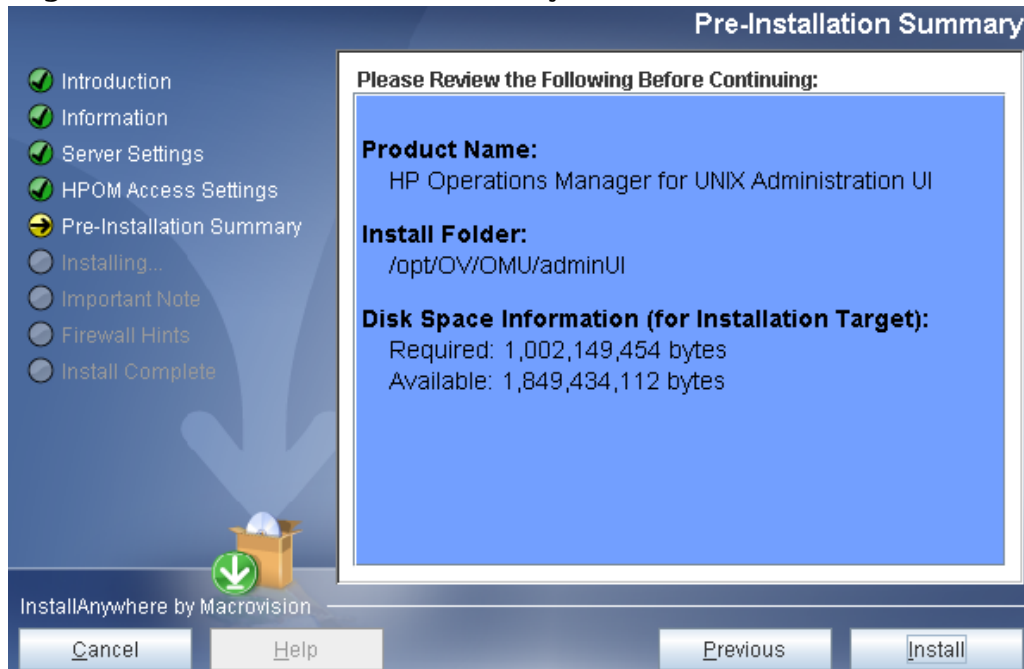 Pre-Installation Summary
Introduction
Information
Server Settings
HPOM Access Settings
Pre-Installation Summary
Installing...
Important Note
Firewall Hints
Install Complete
Please Review the Following Before Continuing:
Product Name:
HP Operations Manager for UNIX Administration UI
Install Folder:
/opt/OV/OMU/adminUI
Disk Space Information (for Installation Target):
Required: 1,002,149,454 bytes
Available: 1,849,434,112 bytes
InstallAnywhere by Macrovision
Cancel
Help
Previous
Install